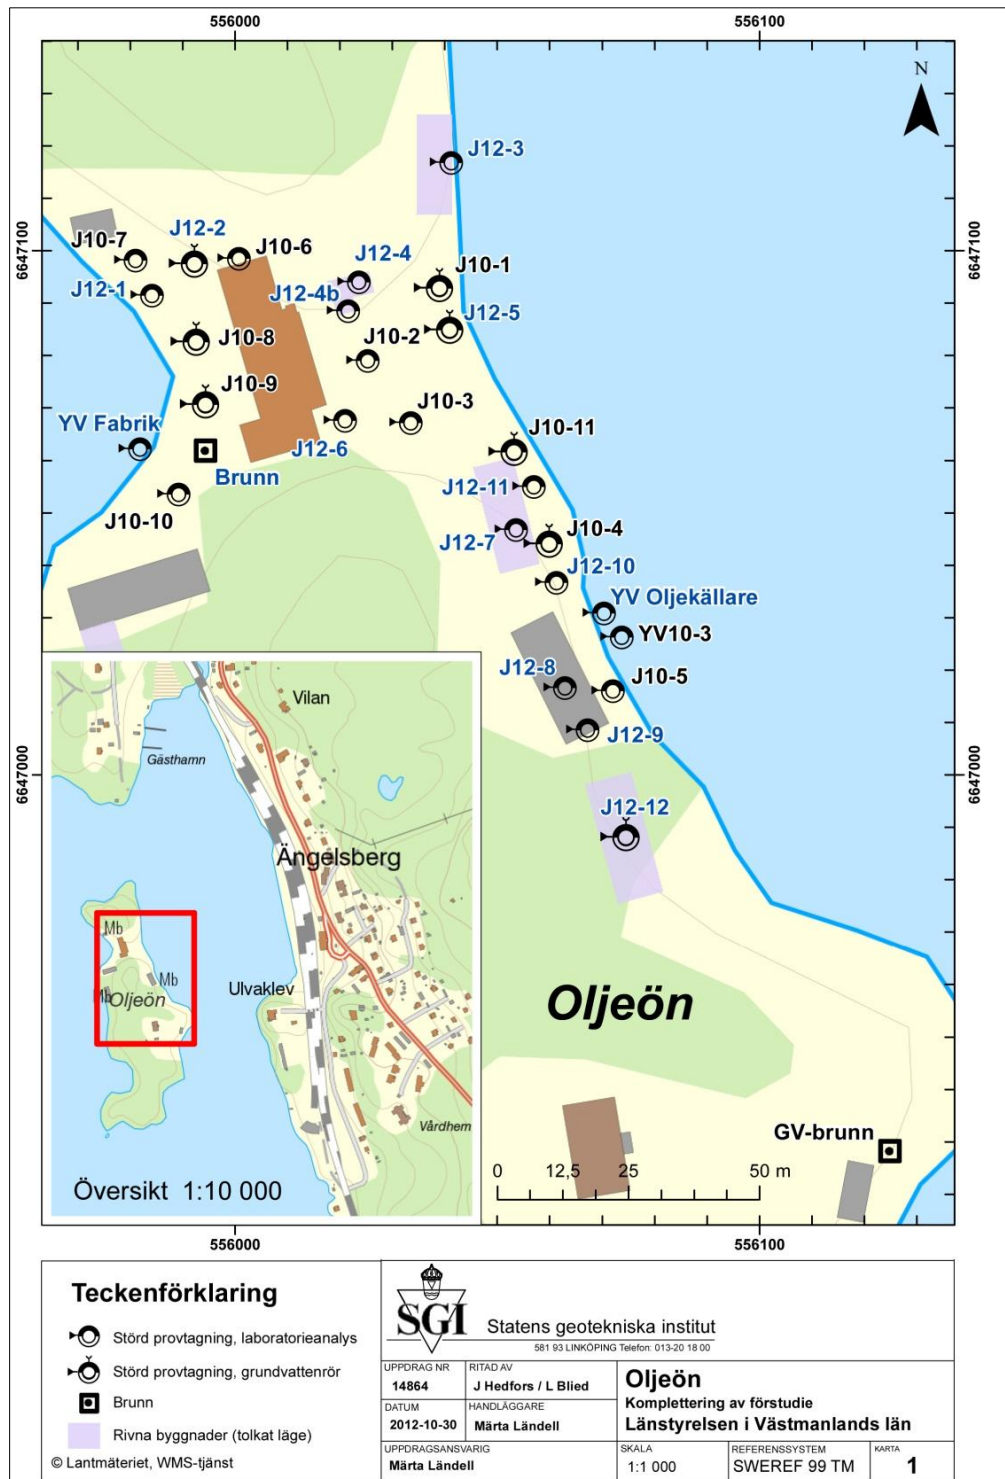 556000
556100
N
J12-3
6647100
6647100
J10-7
J12-2
J10-6
J12-4
J10-1
J12-1
J12-4b
J12-5
J10-8
J10-2
J10-9
J10-3
J10-11
YV Fabrik
J12-6
Brunn
J12-11
J10-10
J10-4
J12-7
J12-10
YV Oljekällare
YV10-3
J12-8
J10-5
J12-9
6647000
6647000
J12-12
Vilan
Gästhamn
Ängelsberg
Mb
Mb
Mb
Oljeön
Ulvaklev
Vårdhem
Översikt 1:10 000
Oljeön
GV-brunn
0 12,5 25 50 m
556000
556100
Teckenförklaring
Störd provtagning, laboratorieanalys
Störd provtagning, grundvattenrör
Brunn
Rivna byggnader (tolkat läge)
© Lantmäteriet, WMS-tjänst
SGI
Statens geotekniska institut
581 93 LINKÖPING Telefon: 013-20 18 00
UPPDRAG NR
14864
RITAD AV
J Hedfors / L Blied
DATUM
2012-10-30
HANDLÄGGARE
Märta Ländell
UPPDRAGSANSVARIG
Märta Ländell
Oljeön
Komplettering av förstudie
Länstyrelsen i Västmanlands län
SKALA
1:1 000
REFERENSSYSTEM
SWEREF 99 TM
KARTA
1